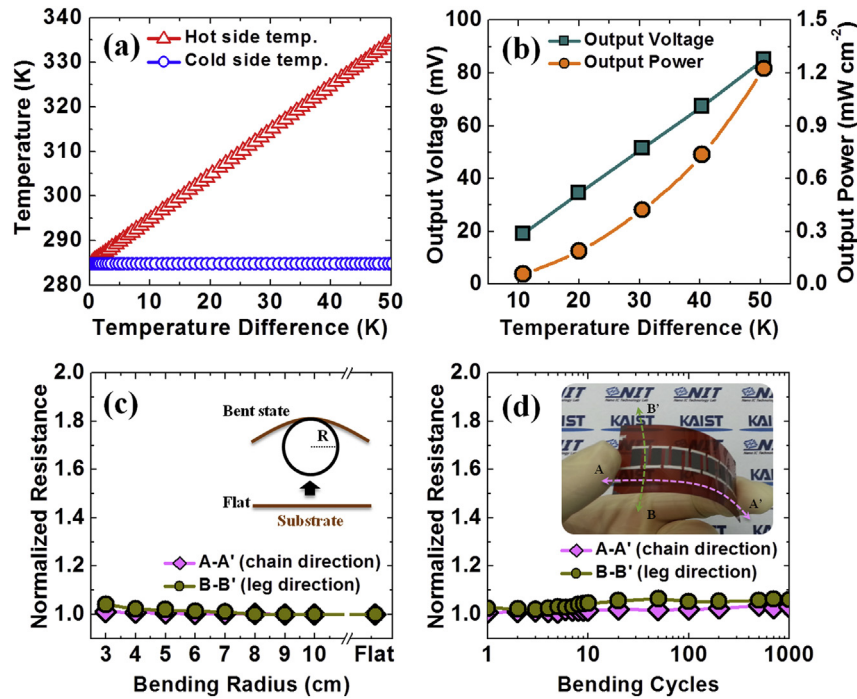 (a)
Hot side temp.
Cold side temp.
Temperature (K)
340
330
320
310
300
290
280
0
10
20
30
40
50
Temperature Difference (K)
(b)
Output Voltage
Output Power
Output Voltage (mV)
100
80
60
40
20
0
Output Power (mW cm-2)
1.5
1.2
0.9
0.6
0.3
0.0
10
20
30
40
50
Temperature Difference (K)
(c)
Bent state
R
Flat
Substrate
A-A' (chain direction)
B-B' (leg direction)
Normalized Resistance
2.0
1.8
1.6
1.4
1.2
1.0
3
4
5
6
7
8
9
10
Flat
Bending Radius (cm)
(d)
NIT
KAIST
B'
A
B
A'
A-A' (chain direction)
B-B' (leg direction)
Normalized Resistance
2.0
1.8
1.6
1.4
1.2
1.0
1
10
100
1000
Bending Cycles